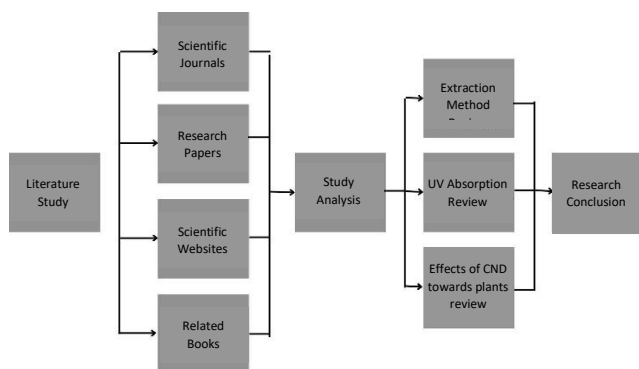 Literature
Study
Scientific
Journals
Research
Papers
Scientific
Websites
Related
Books
Study
Analysis
Extraction
Method
UV Absorption
Review
Effects of CND
towards plants
review
Research
Conclusion